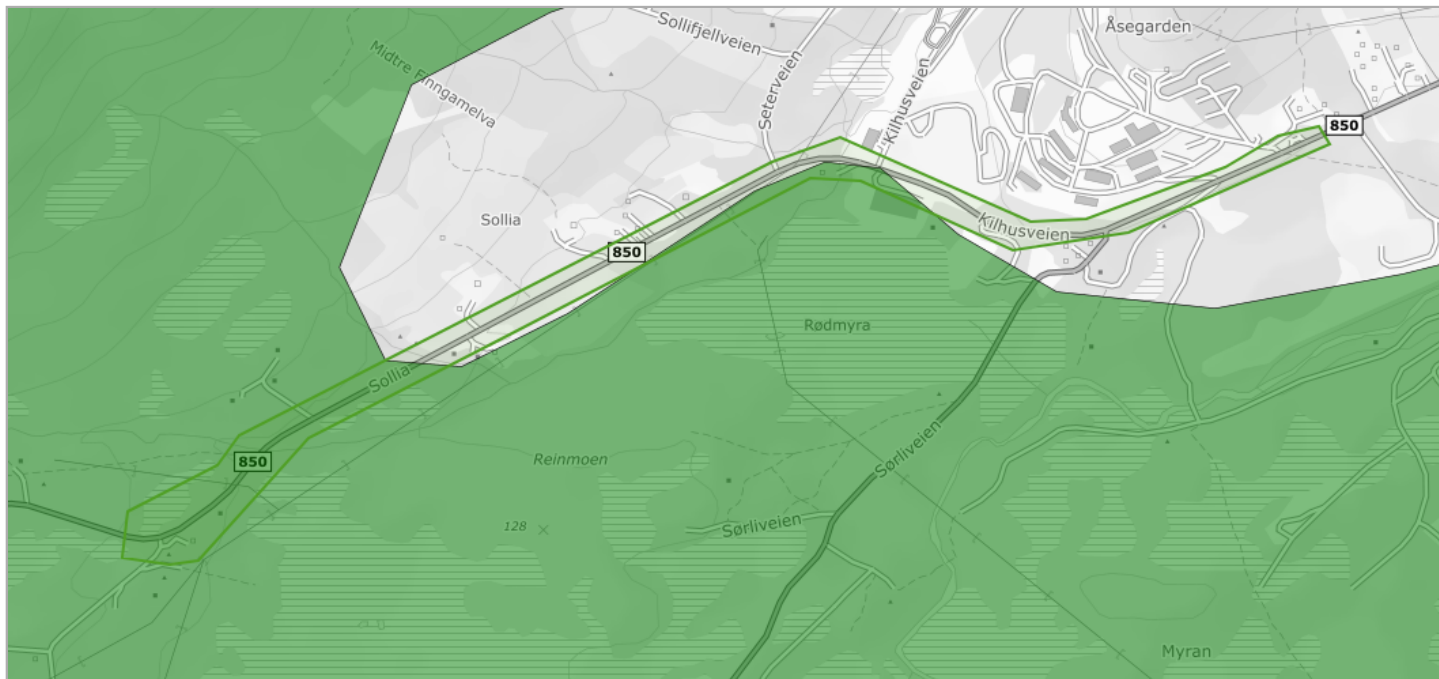 Åsegarden
Sollifjellveien
Midtre Finngamelva
Seterveien
Kilhusveien
850
Sollia
Kilhusveien
850
Rødmyra
Sollia
850
Reinmoen
Sørliveien
128
Sørliveien
Myran